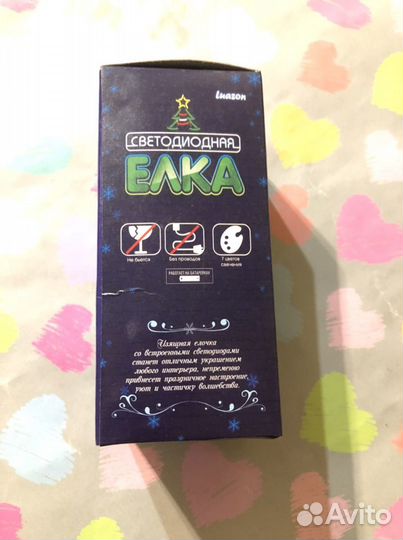 Luazon
СВЕТОДИОДНАЯ
ЕЛКА
Не бьется
Без проводов
7 цветов
свечения
РАБОТАЕТ НА БАТАРЕЙКАХ
Изящная елочка
со встроенными светодиодами
станет отличным украшением
любого интерьера, непременно
принесет праздничное настроение,
уют и частичку волшебства.
Avito